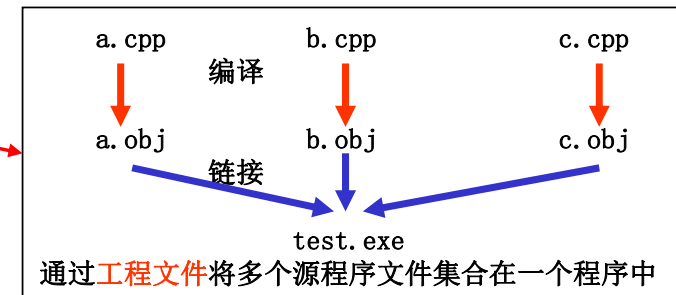 a.cpp b.cpp c.cpp
编译
a.obj b.obj c.obj
链接
test.exe
通过工程文件将多个源程序文件集合在一个程序中